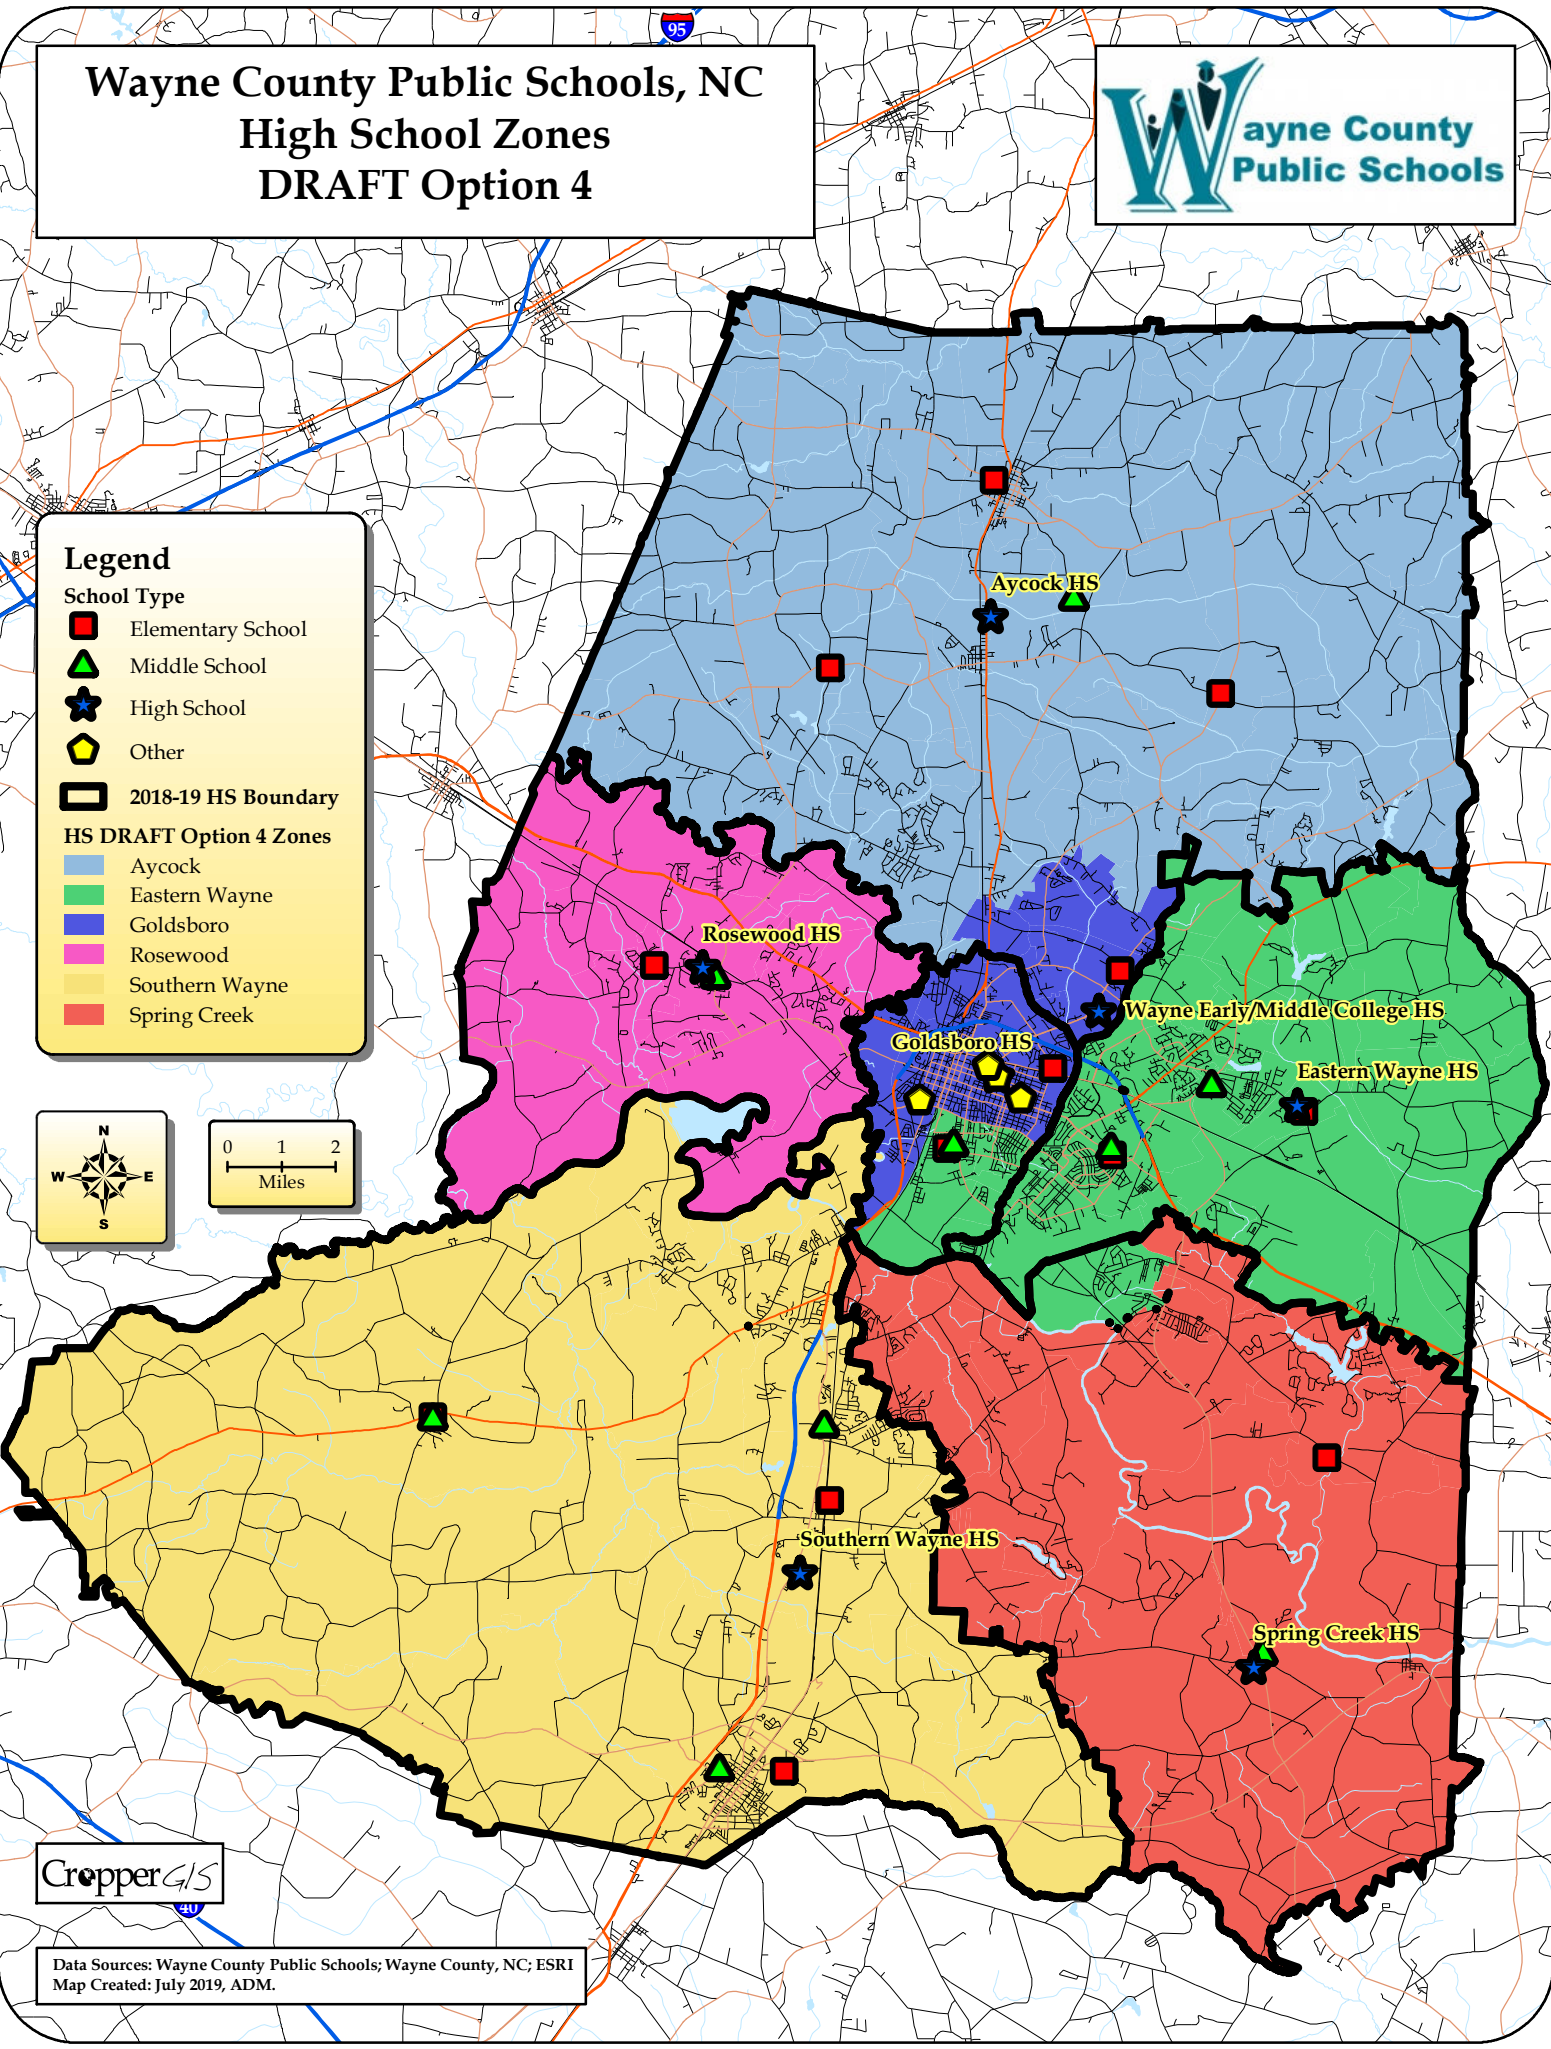 95
Wayne County Public Schools, NC
High School Zones
DRAFT Option 4
Wayne County
Public Schools
Legend
School Type
Elementary School
Middle School
High School
Other
2018-19 HS Boundary
HS DRAFT Option 4 Zones
Aycock
Eastern Wayne
Goldsboro
Rosewood
Southern Wayne
Spring Creek
Aycock HS
Rosewood HS
Wayne Early/Middle College HS
Goldsboro HS
Eastern Wayne HS
N
W E
S
0 1 2
Miles
Southern Wayne HS
Spring Creek HS
Cropper GIS
40
Data Sources: Wayne County Public Schools; Wayne County, NC; ESRI
Map Created: July 2019, ADM.